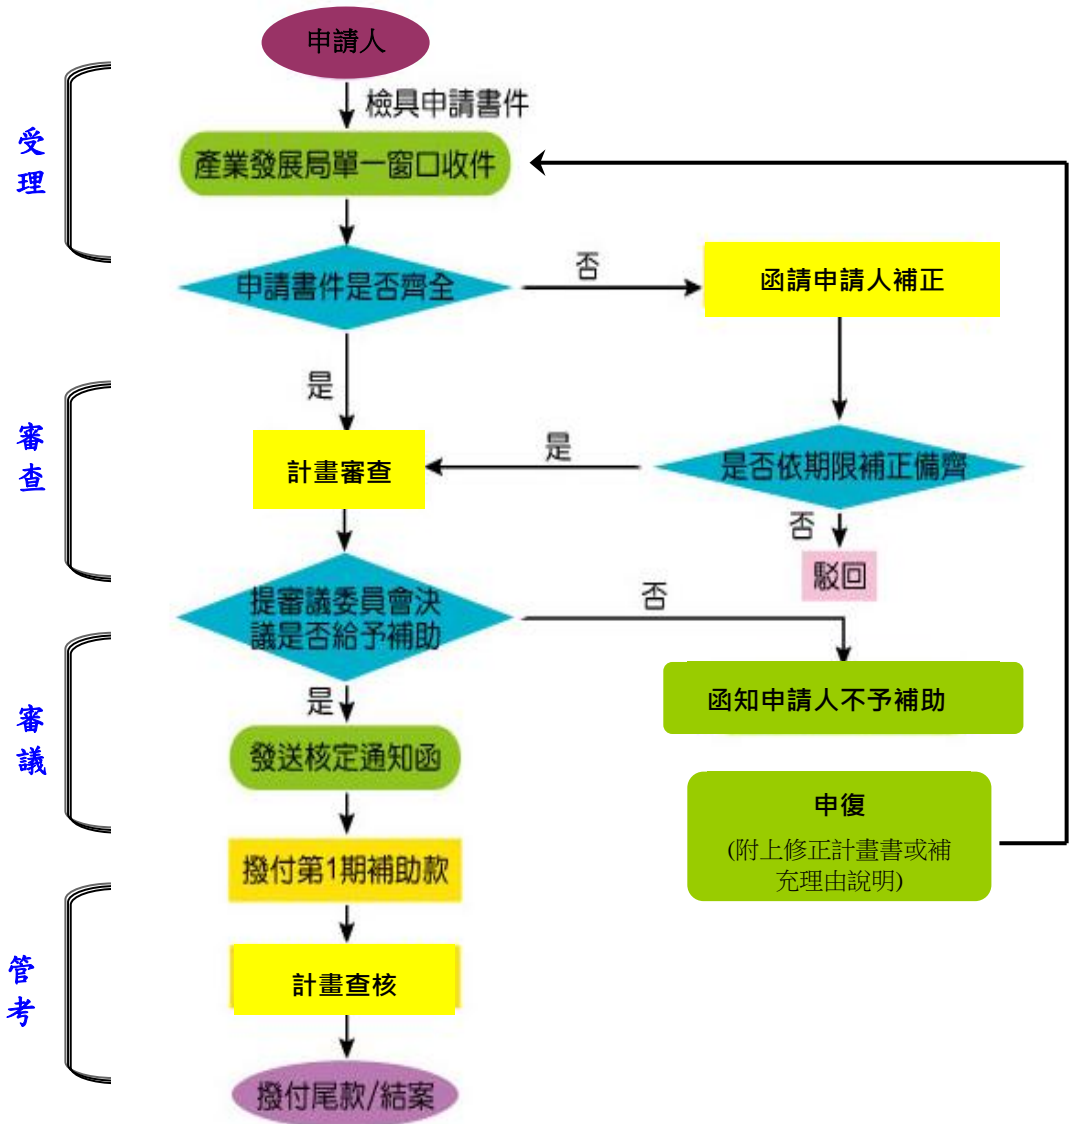 申請人
檢具申請書件
受
理
產業發展局單一窗口收件
申請書件是否齊全
否
函請申請人補正
是
審
查
計畫審查
是
是否依期限補正備齊
否
駁回
提審議委員會決
議是否給予補助
否
函知申請人不予補助
審
議
是
發送核定通知函
申復
(附上修正計畫書或補
充理由說明)
撥付第1期補助款
管
考
計畫查核
撥付尾款/結案